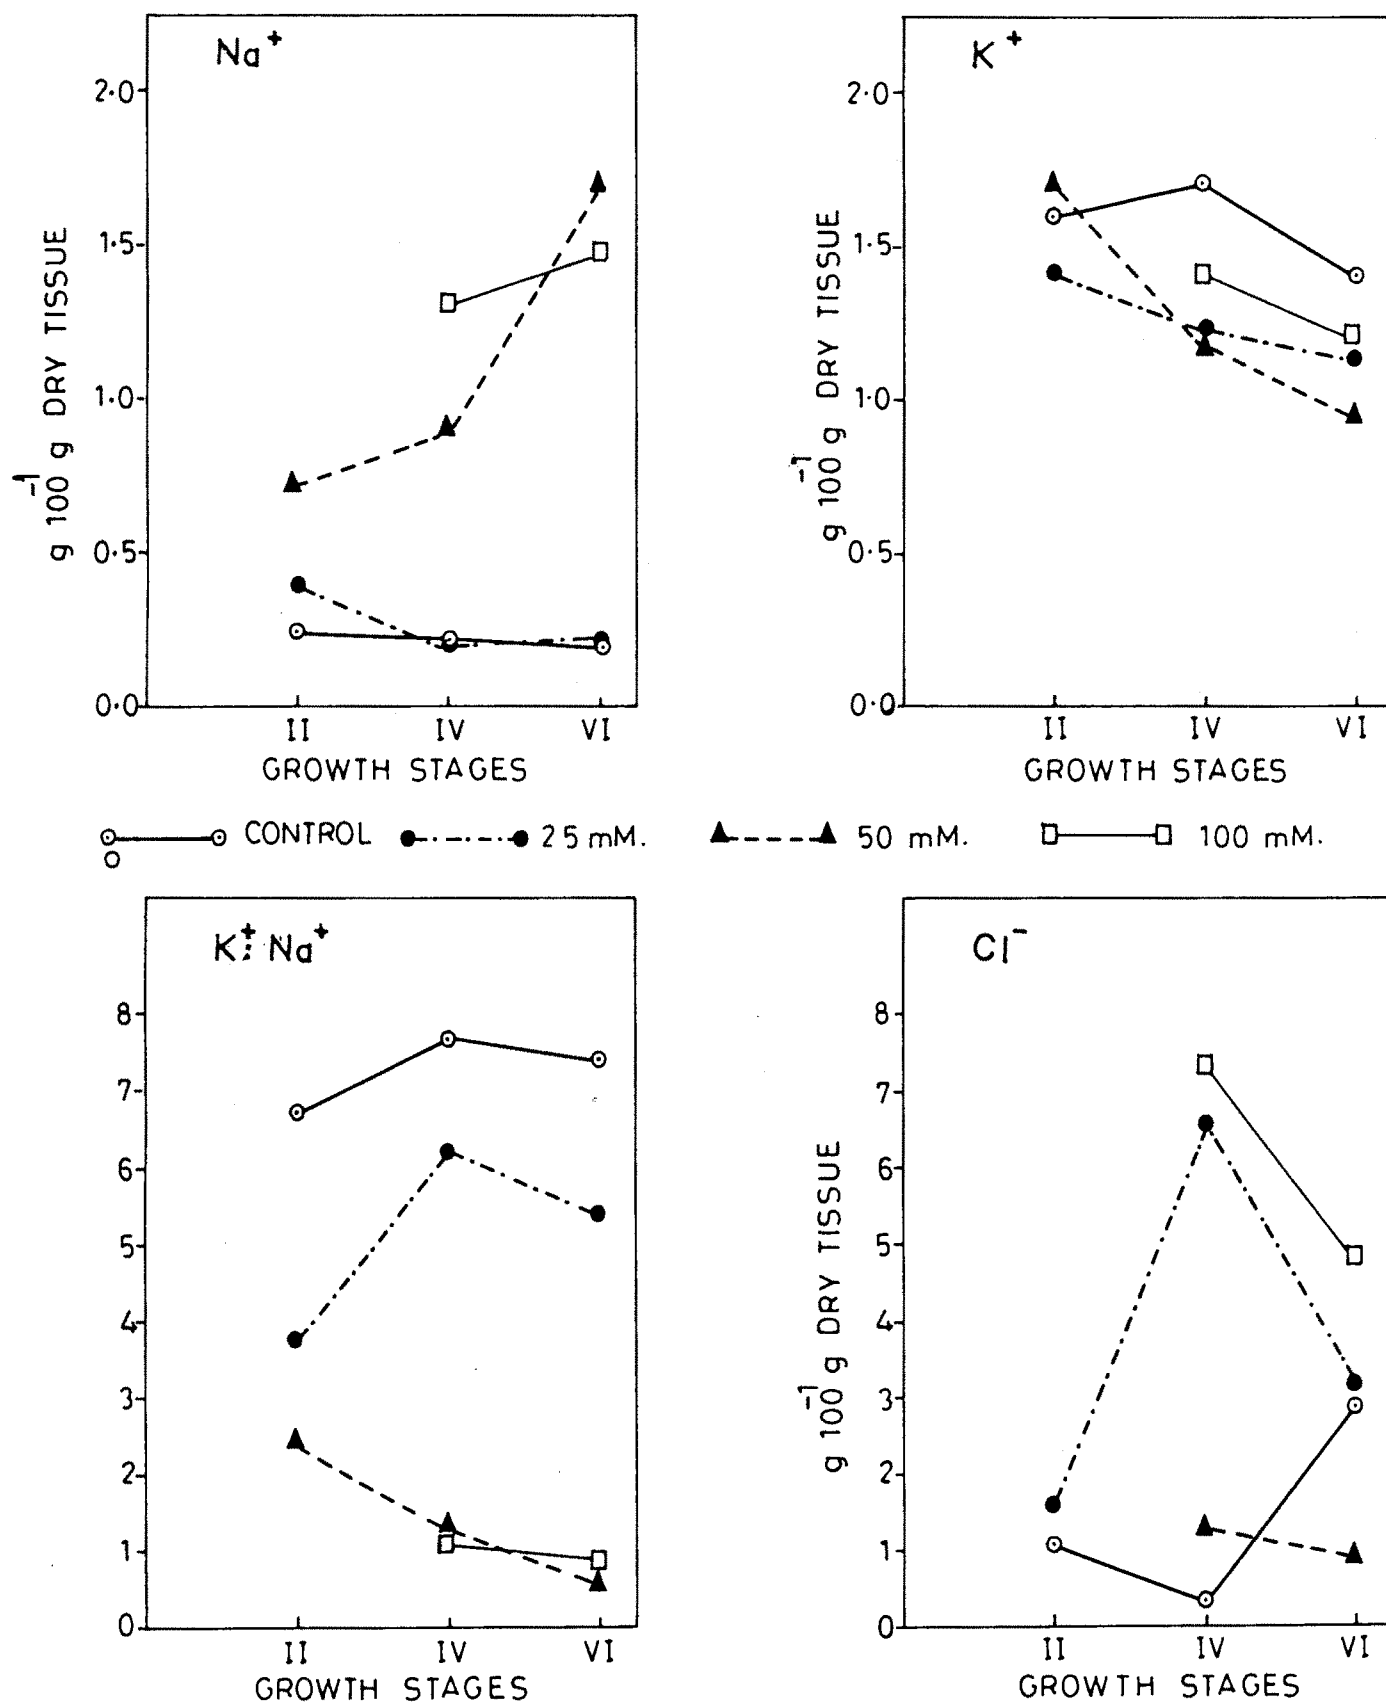 Na+
2.0
1.5
1.0
0.5
0.0
g 100 g-1 DRY TISSUE
II IV VI
GROWTH STAGES
K+
2.0
1.5
1.0
0.5
0.0
g 100 g-1 DRY TISSUE
II IV VI
GROWTH STAGES
CONTROL 25 mM. 50 mM. 100 mM.
K+: Na+
8
7
6
5
4
3
2
1
0
II IV VI
GROWTH STAGES
Cl-
8
7
6
5
4
3
2
1
0
g 100 g-1 DRY TISSUE
II IV VI
GROWTH STAGES